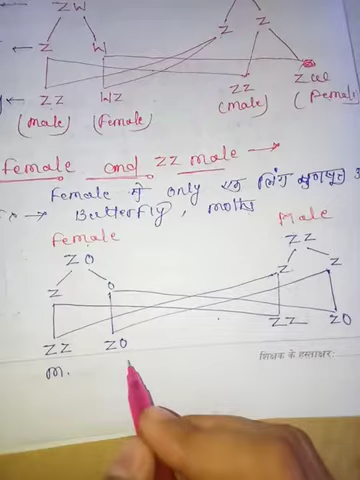 ZW
Z W Z Z
ZZ WZ ZZ ZW
(male) (Female) (male) (Female
Female and ZZ male →
Female में only एक लिंग गुणसूत्र
→ Butterfly, moths
Female Male
ZO ZZ
Z O Z Z
ZZ ZO ZZ ZO
m. शिक्षक के हस्ताक्षर